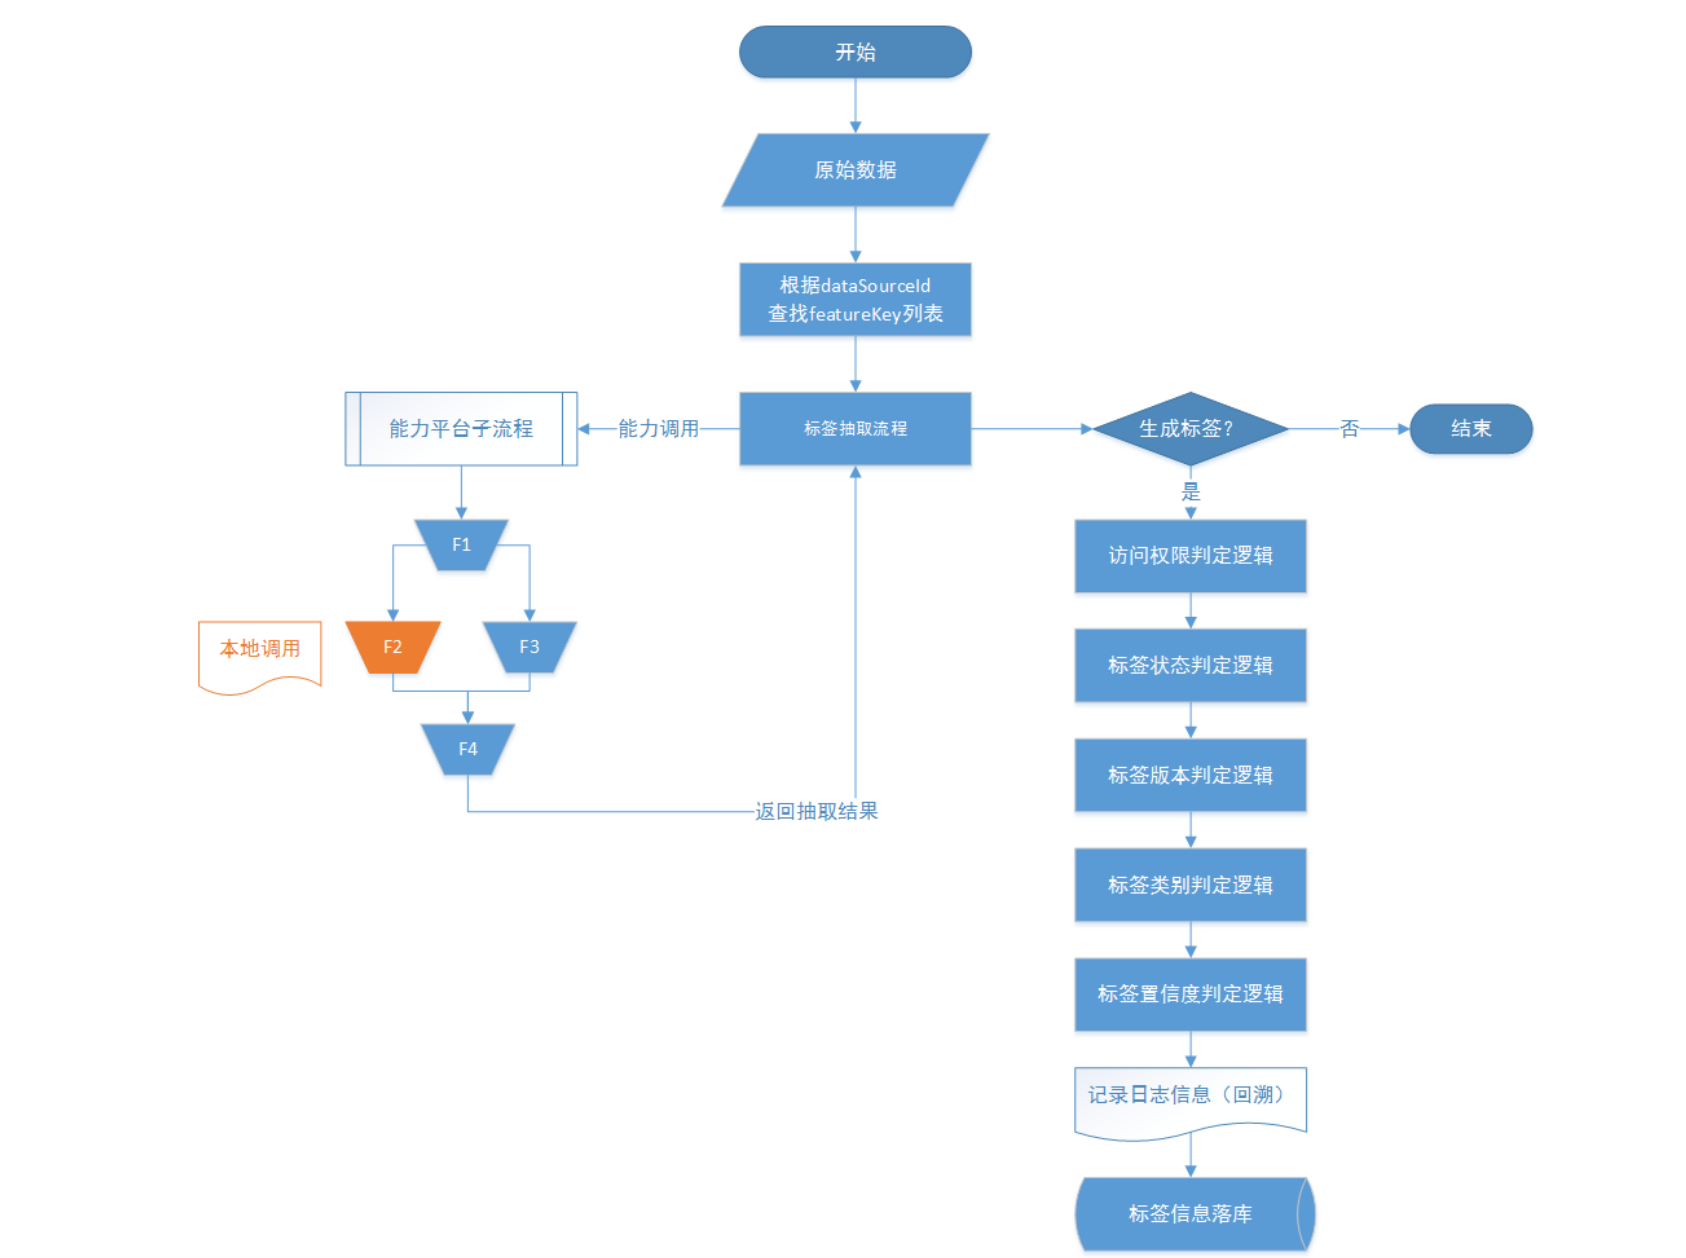 开始
原始数据
根据dataSourceId
查找featureKey列表
能力平台子流程
能力调用
标签抽取流程
生成标签?
否
结束
是
F1
访问权限判定逻辑
本地调用
F2
F3
标签状态判定逻辑
F4
标签版本判定逻辑
返回抽取结果
标签类别判定逻辑
标签置信度判定逻辑
记录日志信息（回溯）
标签信息落库